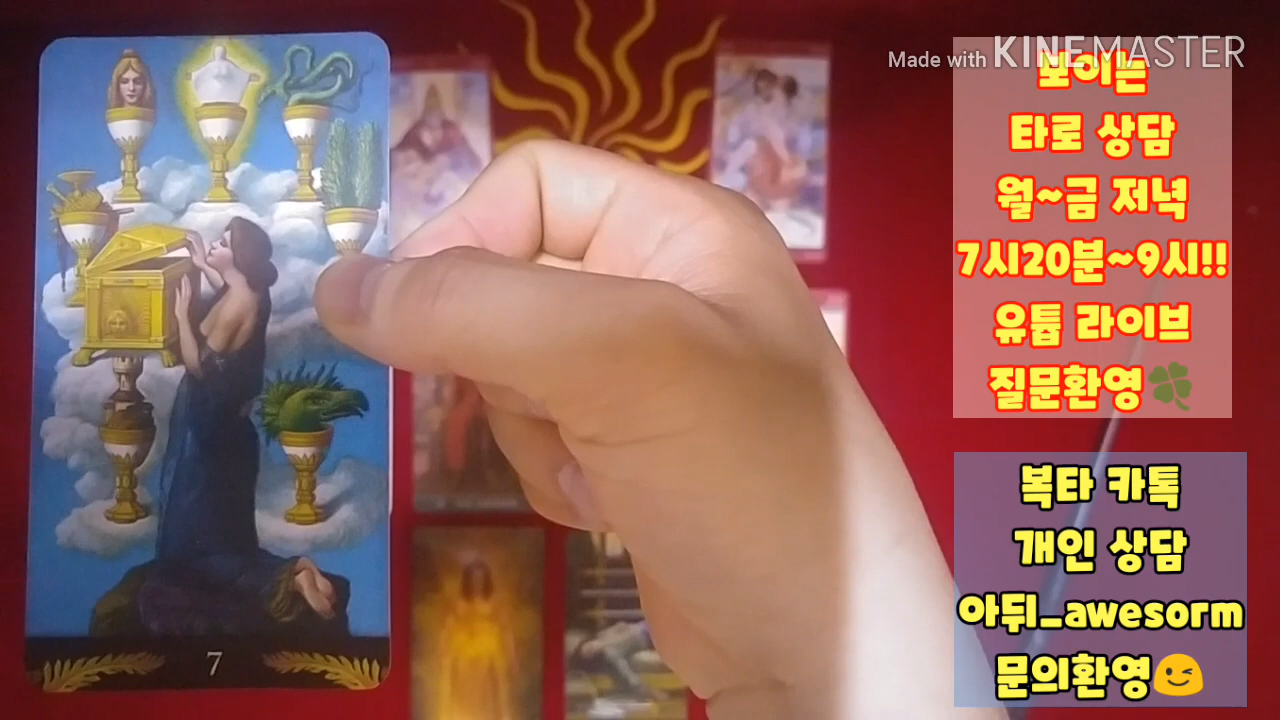 Made with KINEMASTER
보이는
타로 상담
월~금 저녁
7시20분~9시!!
유튭 라이브
질문환영🍀
복타 카톡
개인 상담
아뒤_awesorm
문의환영😉
7